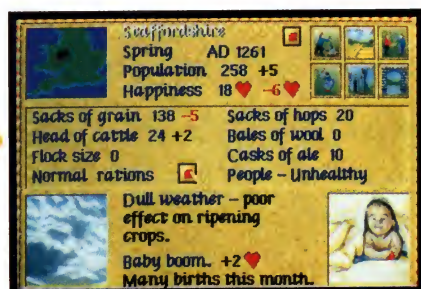 Staffordshire
Spring AD 1261
Population 258 +5
Happiness 18 -6
Sacks of grain 138 -5 Sacks of hops 20
Head of cattle 24 +2 Bales of wool 0
Flock size 0 Casks of ale 10
Normal rations People - Unhealthy
Dull weather - poor
effect on ripening
crops.
Baby boom. +2
Many births this month.